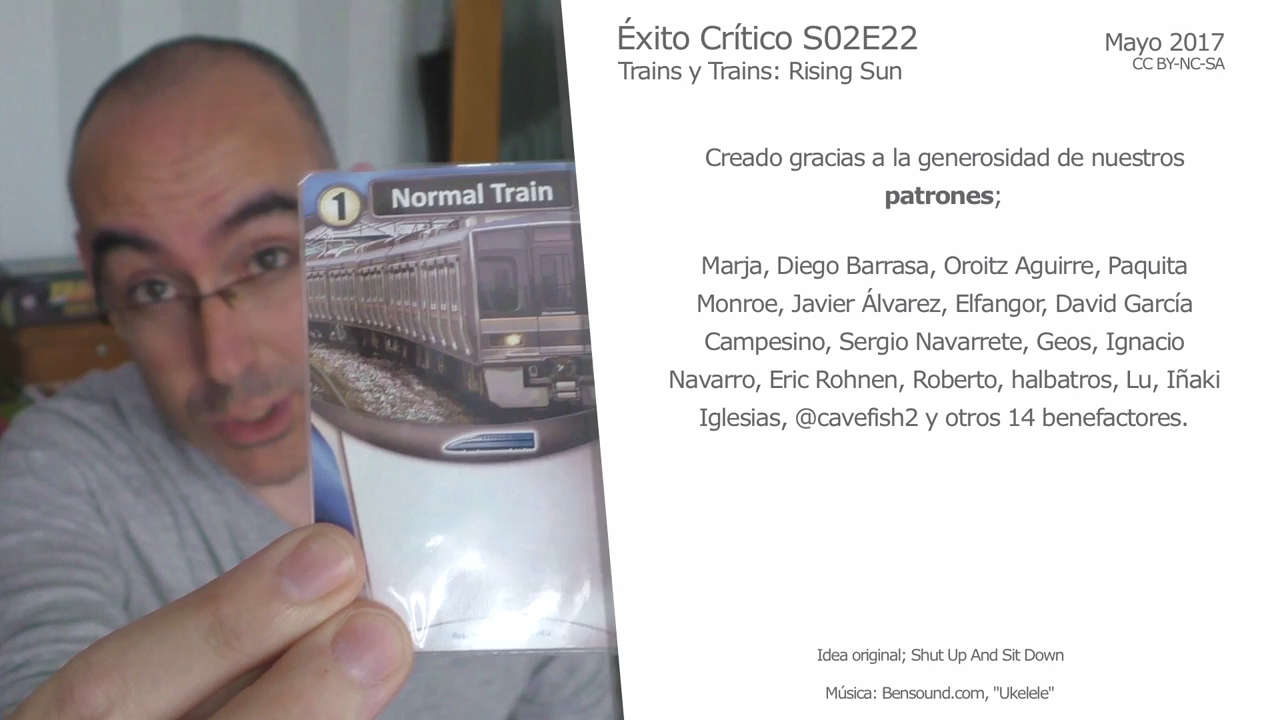 1
Normal Train
Éxito Crítico S02E22
Trains y Trains: Rising Sun
Mayo 2017
CC BY-NC-SA
Creado gracias a la generosidad de nuestros
patrones;
Marja, Diego Barrasa, Oroitz Aguirre, Paquita
Monroe, Javier Álvarez, Elfangor, David García
Campesino, Sergio Navarrete, Geos, Ignacio
Navarro, Eric Rohnen, Roberto, halbatros, Lu, Iñaki
Iglesias, @cavefish2 y otros 14 benefactores.
Idea original; Shut Up And Sit Down
Música: Bensound.com, "Ukelele"